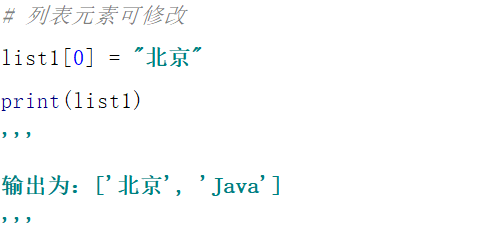 # 列表元素可修改
list1[0] = "北京"
print(list1)
'''
输出为：['北京', 'Java']
'''